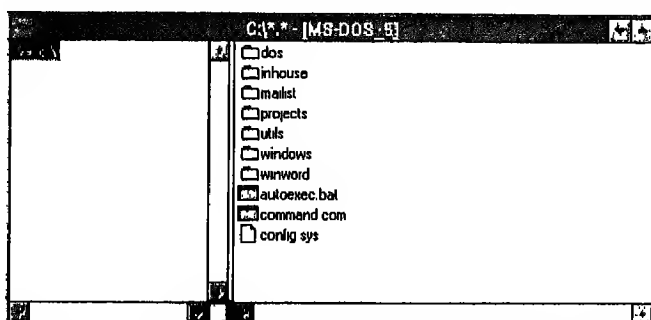 C:\*.* - [MS-DOS_5]
c:\
dos
inhouse
mailist
projects
utils
windows
winword
autoexec.bat
command com
config sys